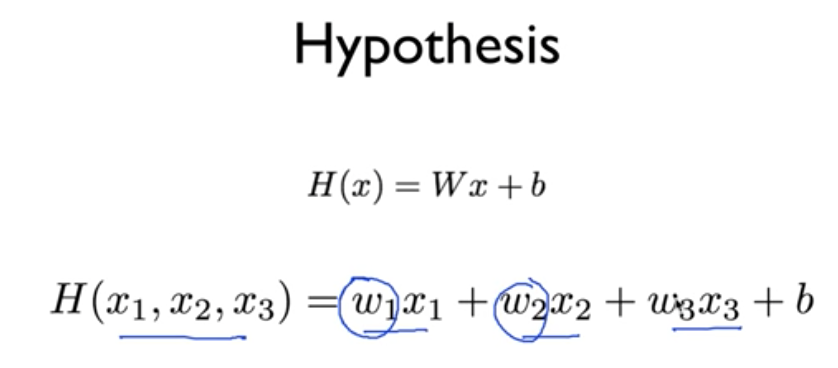 Hypothesis
H(x) = Wx + b
H(x₁, x₂, x₃) = w₁x₁ + w₂x₂ + w₃x₃ + b